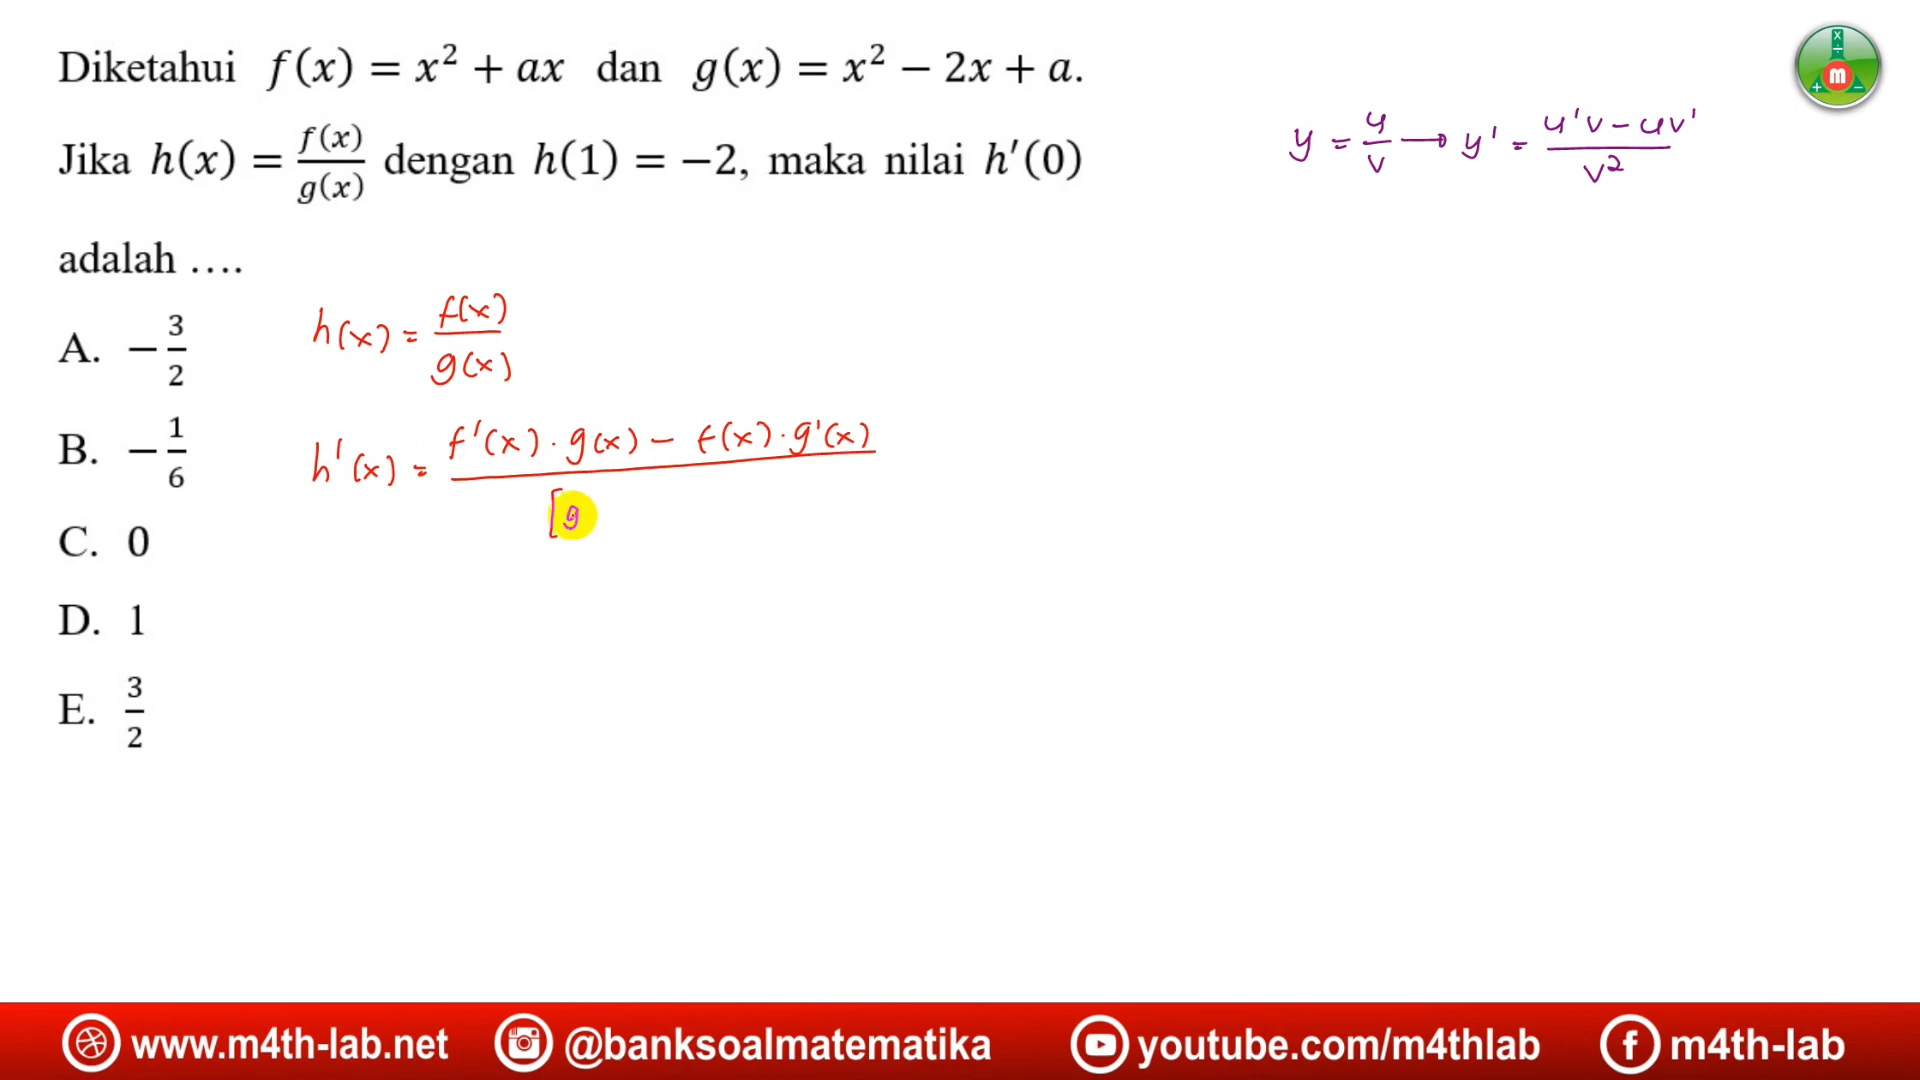 Diketahui f(x) = x² + ax dan g(x) = x² − 2x + a.
Jika h(x) = f(x)/g(x) dengan h(1) = −2, maka nilai h′(0)
adalah ....
A. −3/2
B. −1/6
C. 0
D. 1
E. 3/2
y = u/v → y' = u'v − uv'/v²
h(x) = f(x)/g(x)
h'(x) = f'(x) · g(x) − f(x) · g'(x)
[g
x ÷ m + −
www.m4th-lab.net
@banksoalmatematika
youtube.com/m4thlab
f m4th-lab